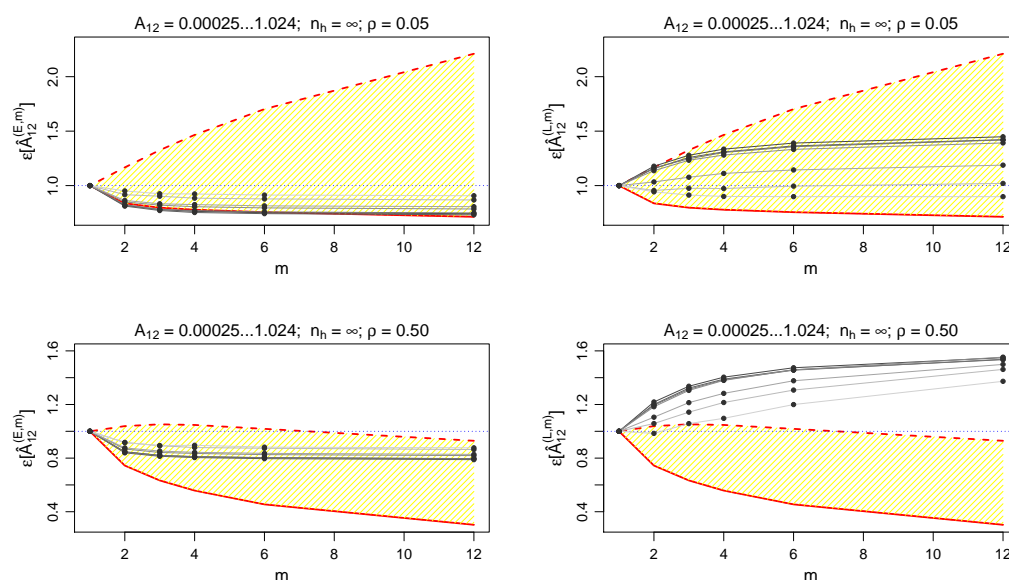 A₁₂ = 0.00025...1.024; n_h = ∞; ρ = 0.05
ε[Â₁₂^(E,m)]
1.0 1.5 2.0
2 4 6 8 10 12
m
A₁₂ = 0.00025...1.024; n_h = ∞; ρ = 0.05
ε[Â₁₂^(L,m)]
1.0 1.5 2.0
2 4 6 8 10 12
m
A₁₂ = 0.00025...1.024; n_h = ∞; ρ = 0.50
ε[Â₁₂^(E,m)]
0.4 0.8 1.2 1.6
2 4 6 8 10 12
m
A₁₂ = 0.00025...1.024; n_h = ∞; ρ = 0.50
ε[Â₁₂^(L,m)]
0.4 0.8 1.2 1.6
2 4 6 8 10 12
m